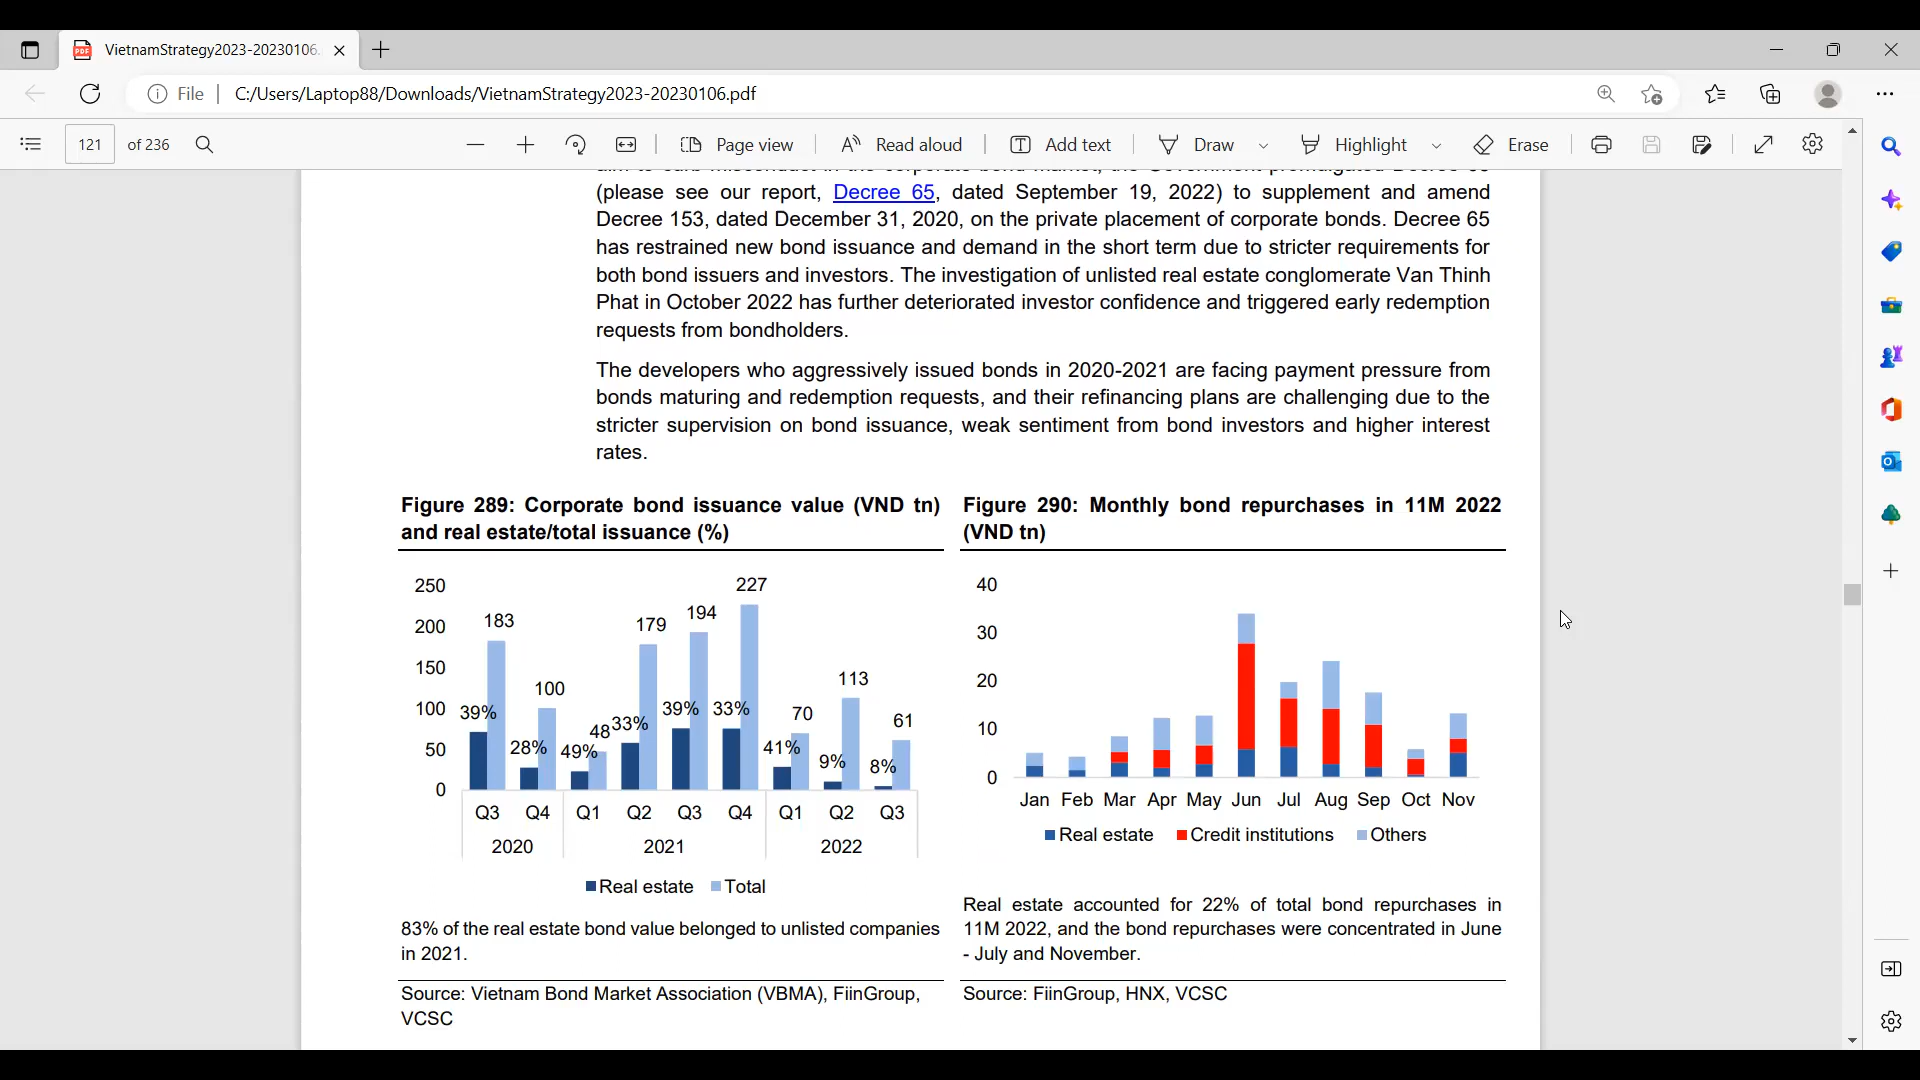 VietnamStrategy2023-20230106.
File
C:/Users/Laptop88/Downloads/VietnamStrategy2023-20230106.pdf
121 of 236
Page view
Read aloud
Add text
Draw
Highlight
Erase
(please see our report, Decree 65, dated September 19, 2022) to supplement and amend
Decree 153, dated December 31, 2020, on the private placement of corporate bonds. Decree 65
has restrained new bond issuance and demand in the short term due to stricter requirements for
both bond issuers and investors. The investigation of unlisted real estate conglomerate Van Thinh
Phat in October 2022 has further deteriorated investor confidence and triggered early redemption
requests from bondholders.
The developers who aggressively issued bonds in 2020-2021 are facing payment pressure from
bonds maturing and redemption requests, and their refinancing plans are challenging due to the
stricter supervision on bond issuance, weak sentiment from bond investors and higher interest
rates.
Figure 289: Corporate bond issuance value (VND tn)
and real estate/total issuance (%)
250
200
150
100
50
0
183
100
48
179
194
227
70
113
61
39%
28%
49%
33%
39%
33%
41%
9%
8%
Q3 Q4 Q1 Q2 Q3 Q4 Q1 Q2 Q3
2020 2021 2022
Real estate Total
83% of the real estate bond value belonged to unlisted companies
in 2021.
Source: Vietnam Bond Market Association (VBMA), FiinGroup,
VCSC
Figure 290: Monthly bond repurchases in 11M 2022
(VND tn)
40
30
20
10
0
Jan Feb Mar Apr May Jun Jul Aug Sep Oct Nov
Real estate Credit institutions Others
Real estate accounted for 22% of total bond repurchases in
11M 2022, and the bond repurchases were concentrated in June
- July and November.
Source: FiinGroup, HNX, VCSC